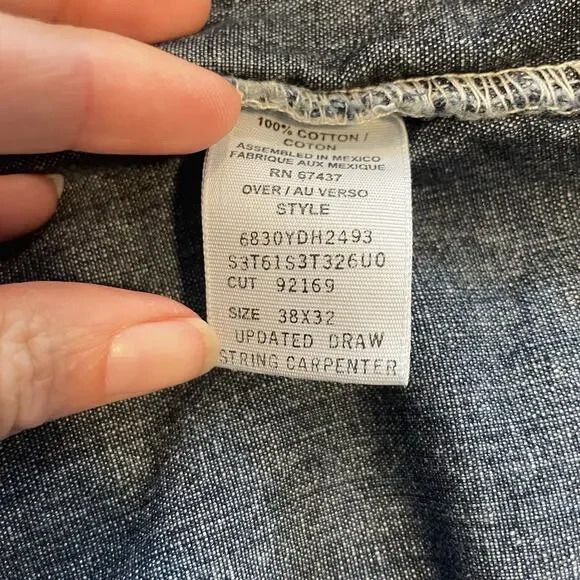 100% COTTON /
COTON
ASSEMBLED IN MEXICO
FABRIQUE AUX MEXIQUE
RN 67437
OVER / AU VERSO
STYLE
6830YDH2493
S3T61S3T326U0
CUT 92169
SIZE 38X32
UPDATED DRAW
STRING CARPENTER